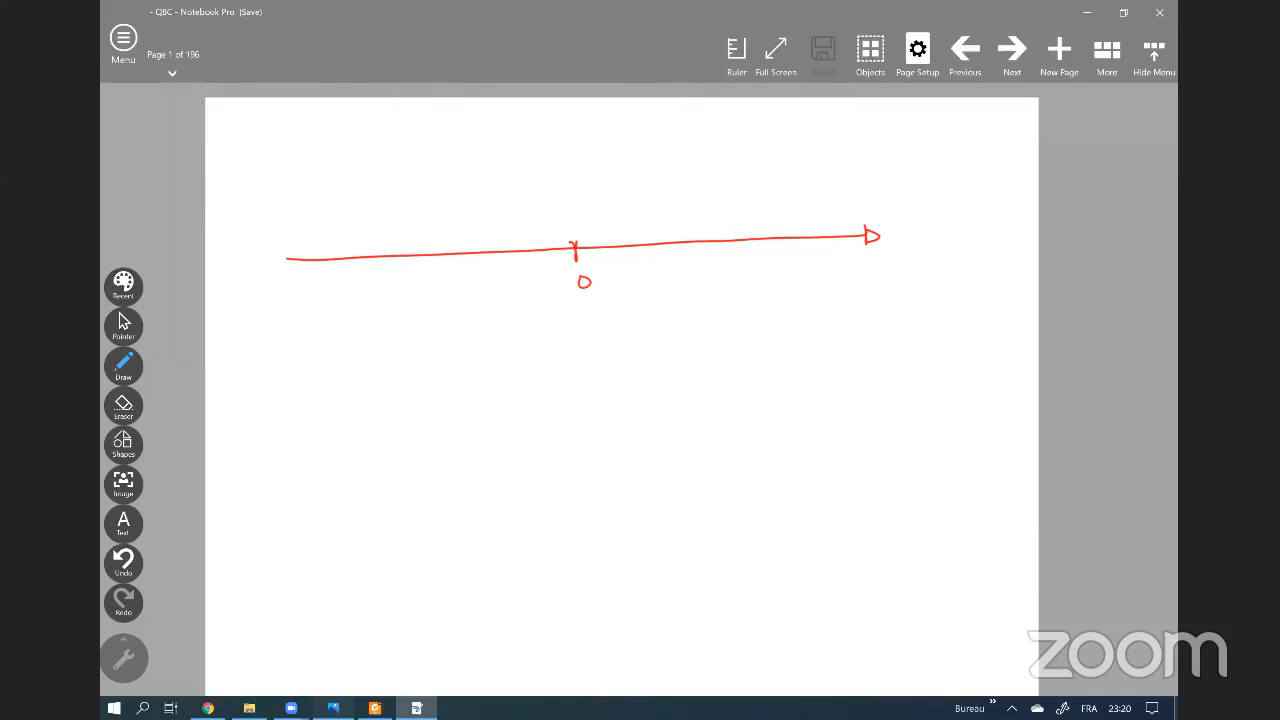 - QBC - Notebook Pro (Save)
Menu
Page 1 of 196
Ruler
Full Screen
Saved
Objects
Page Setup
Previous
Next
New Page
More
Hide Menu
0
Recent
Pointer
Draw
Eraser
Shapes
Image
A
Text
Undo
Redo
zoom
Bureau
»
FRA
23:20